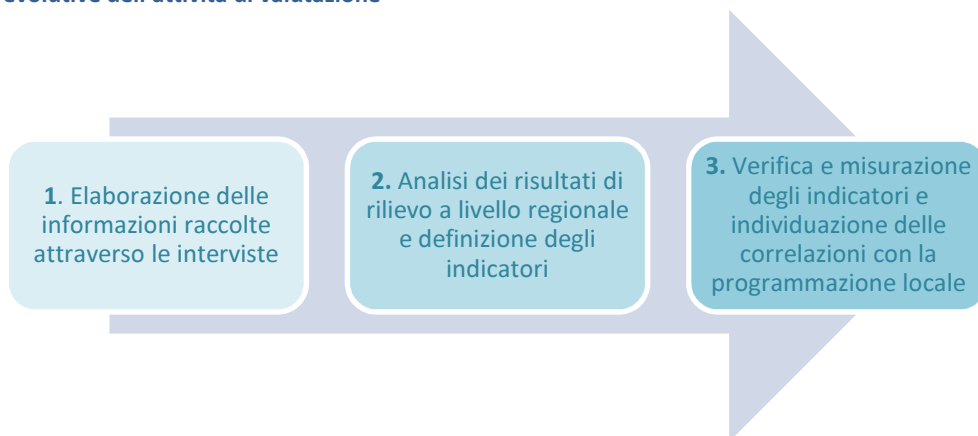 evolutive dell'attività di valutazione
1. Elaborazione delle
informazioni raccolte
attraverso le interviste
2. Analisi dei risultati di
rilievo a livello regionale
e definizione degli
indicatori
3. Verifica e misurazione
degli indicatori e
individuazione delle
correlazioni con la
programmazione locale